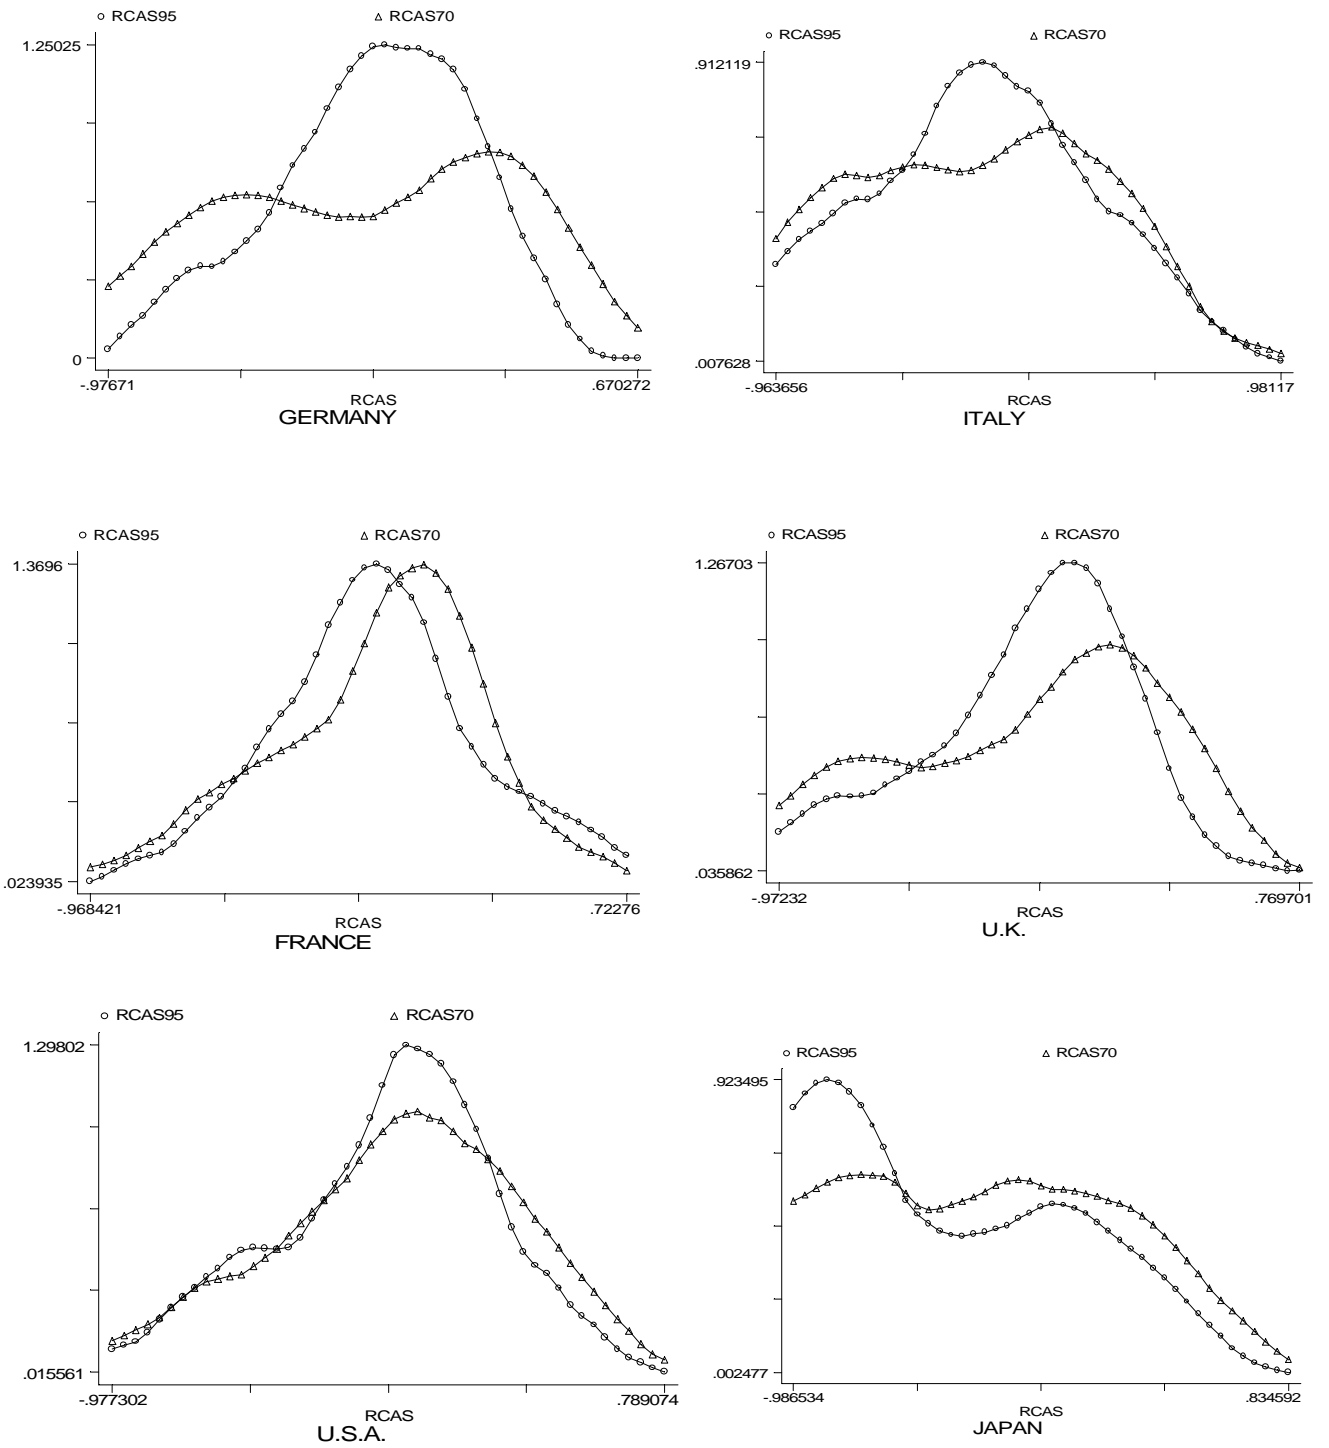 RCAS95 RCAS70
1.25025
0
-.97671 .670272
RCAS
GERMANY
RCAS95 RCAS70
.912119
.007628
-.963656 .98117
RCAS
ITALY
RCAS95 RCAS70
1.3696
.023935
-.968421 .72276
RCAS
FRANCE
RCAS95 RCAS70
1.26703
.035862
-.97232 .769701
RCAS
U.K.
RCAS95 RCAS70
1.29802
.015561
-.977302 .789074
RCAS
U.S.A.
RCAS95 RCAS70
.923495
.002477
-.986534 .834592
RCAS
JAPAN